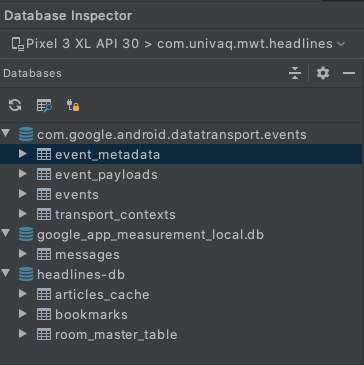 Database Inspector
Pixel 3 XL API 30 > com.univaq.mwt.headlines
Databases
com.google.android.datatransport.events
event_metadata
event_payloads
events
transport_contexts
google_app_measurement_local.db
messages
headlines-db
articles_cache
bookmarks
room_master_table